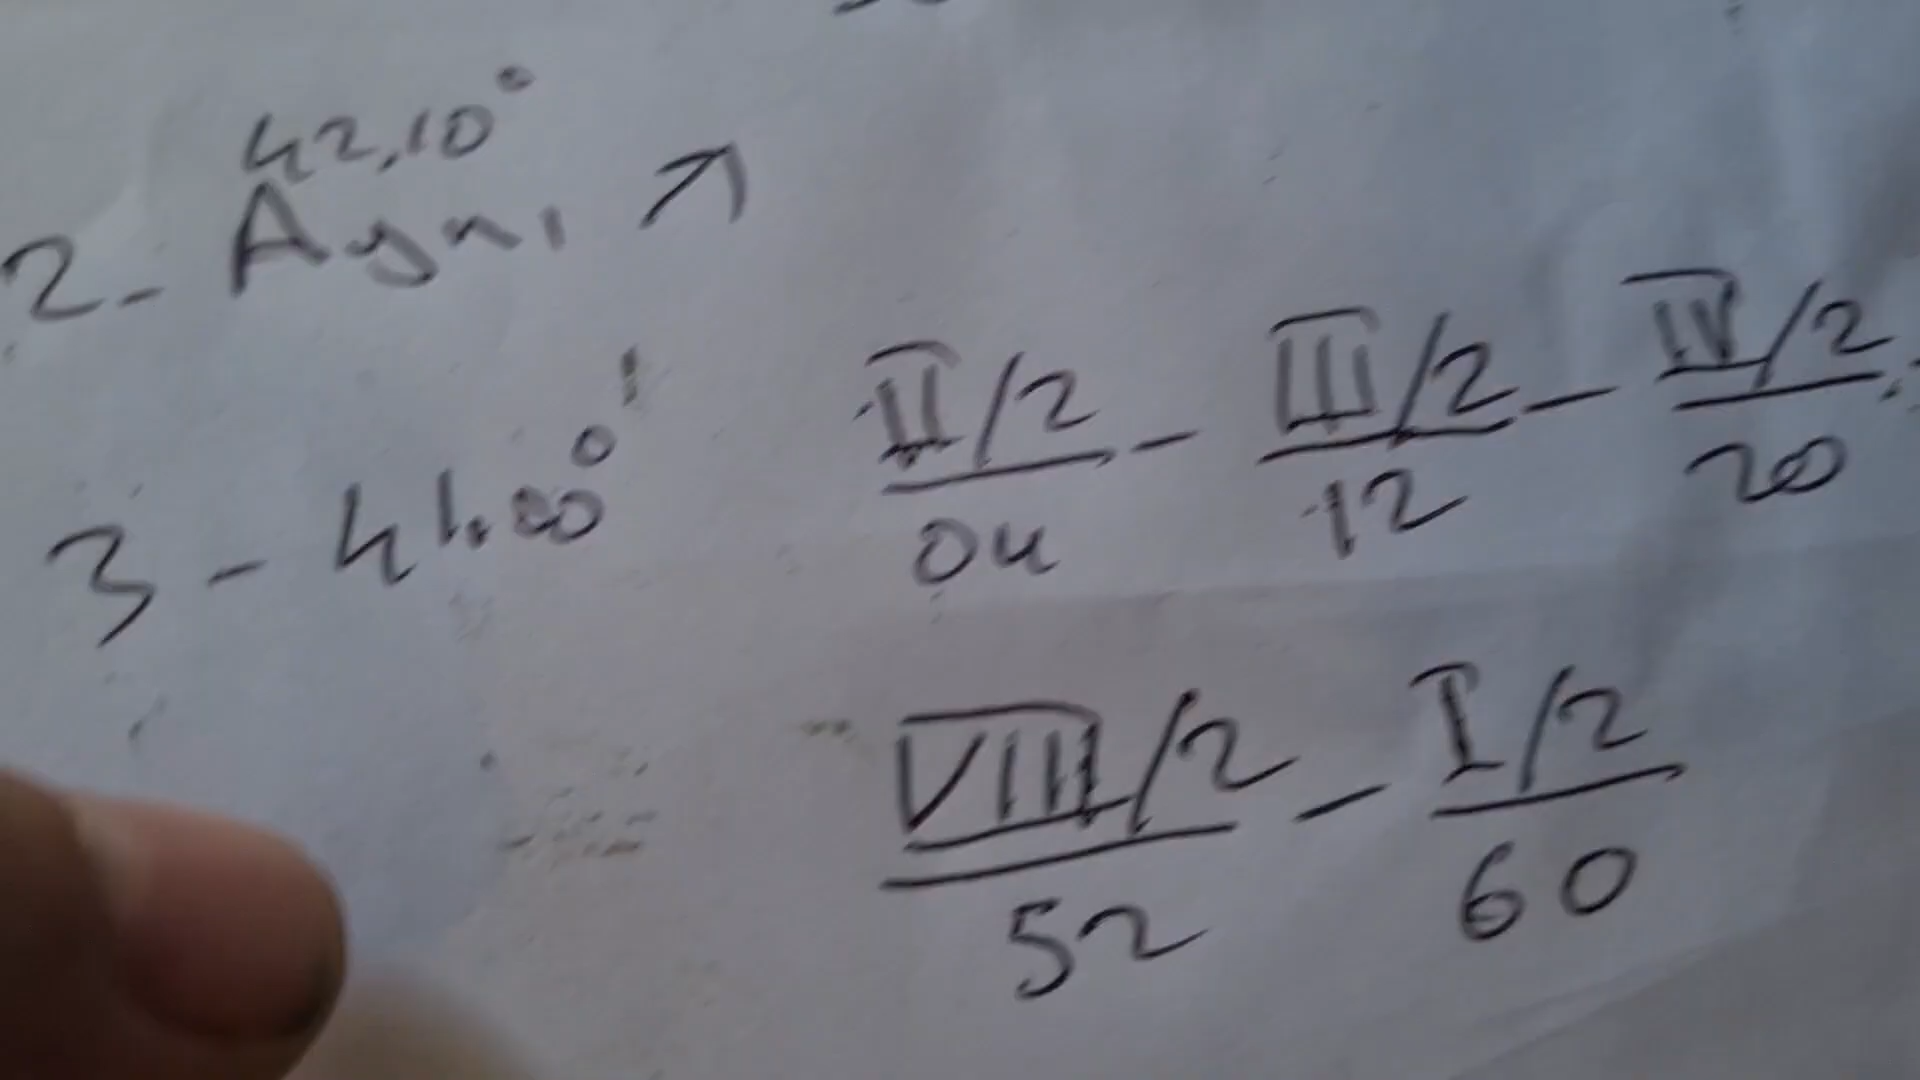 42,10°
2- Aynı ↗
II/2 - III/2 - IV/2
3 - 41.00°
04 12 20
VIII/2 - I/2
52 60